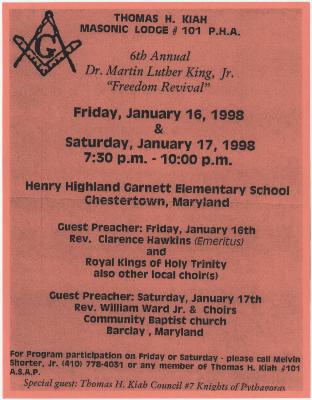 THOMAS H. KIAH
MASONIC LODGE # 101 P.H.A.
G
6th Annual
Dr. Martin Luther King, Jr.
"Freedom Revival"
Friday, January 16, 1998
&
Saturday, January 17, 1998
7:30 p.m. - 10:00 p.m.
Henry Highland Garnett Elementary School
Chestertown, Maryland
Guest Preacher: Friday, January 16th
Rev. Clarence Hawkins (Emeritus)
and
Royal Kings of Holy Trinity
also other local choir(s)
Guest Preacher: Saturday, January 17th
Rev. William Ward Jr. & Choirs
Community Baptist church
Barclay , Maryland
For Program participation on Friday or Saturday - please call Melvin
Shorter, Jr. (410) 778-4031 or any member of Thomas H. Kiah #101
A.S.A.P.
Special guest: Thomas H. Kiah Council #7 Knights of Pythagoras